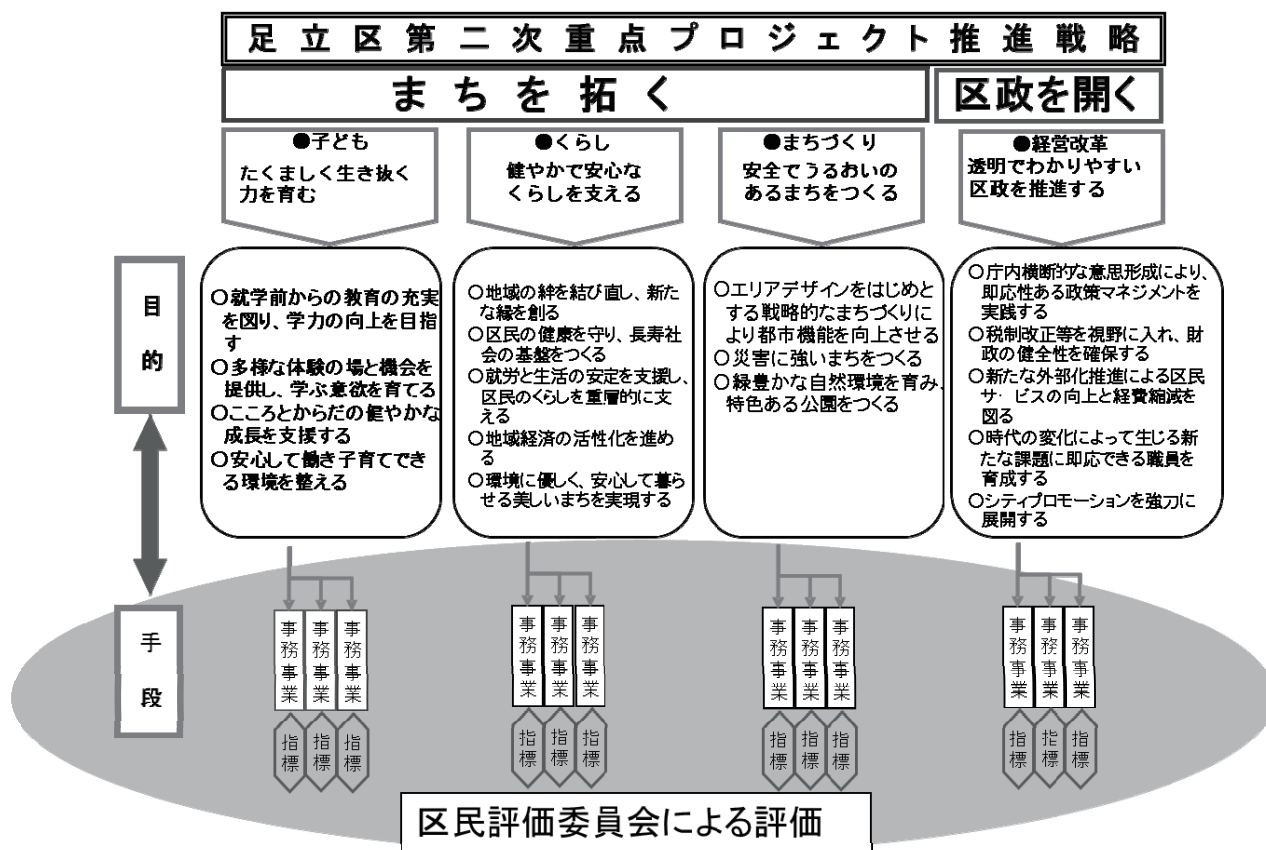 足立区第二次重点プロジェクト推進戦略
まちを拓く
区政を開く
●子ども
たくましく生き抜く
力を育む
●くらし
健やかで安心な
くらしを支える
●まちづくり
安全でうるおいの
あるまちをつくる
●経営改革
透明でわかりやすい
区政を推進する
目的
○就学前からの教育の充実
を図り、学力の向上を目指
す
○多様な体験の場と機会を
提供し、学ぶ意欲を育てる
○こころとからだの健やかな
成長を支援する
○安心して働き子育てでき
る環境を整える
○地域の絆を結び直し、新た
な縁を創る
○区民の健康を守り、長寿社
会の基盤をつくる
○就労と生活の安定を支援し、
区民のくらしを重層的に支
える
○地域経済の活性化を進め
る
○環境に優しく、安心して暮ら
せる美しいまちを実現する
○エリアデザインをはじめと
する戦略的なまちづくりに
より都市機能を向上させる
○災害に強いまちをつくる
○緑豊かな自然環境を育み、
特色ある公園をつくる
○庁内横断的な意思形成により、
即応性ある政策マネジメントを
実践する
○税制改正等を視野に入れ、財
政の健全性を確保する
○新たな外部化推進による区民
サービスの向上と経費縮減を
図る
○時代の変化によって生じる新
たな課題に即応できる職員を
育成する
○シティプロモーションを強力に
展開する
手段
事務事業
事務事業
事務事業
事務事業
事務事業
事務事業
事務事業
事務事業
事務事業
事務事業
事務事業
事務事業
指標
指標
指標
指標
指標
指標
指標
指標
指標
指標
指標
指標
区民評価委員会による評価